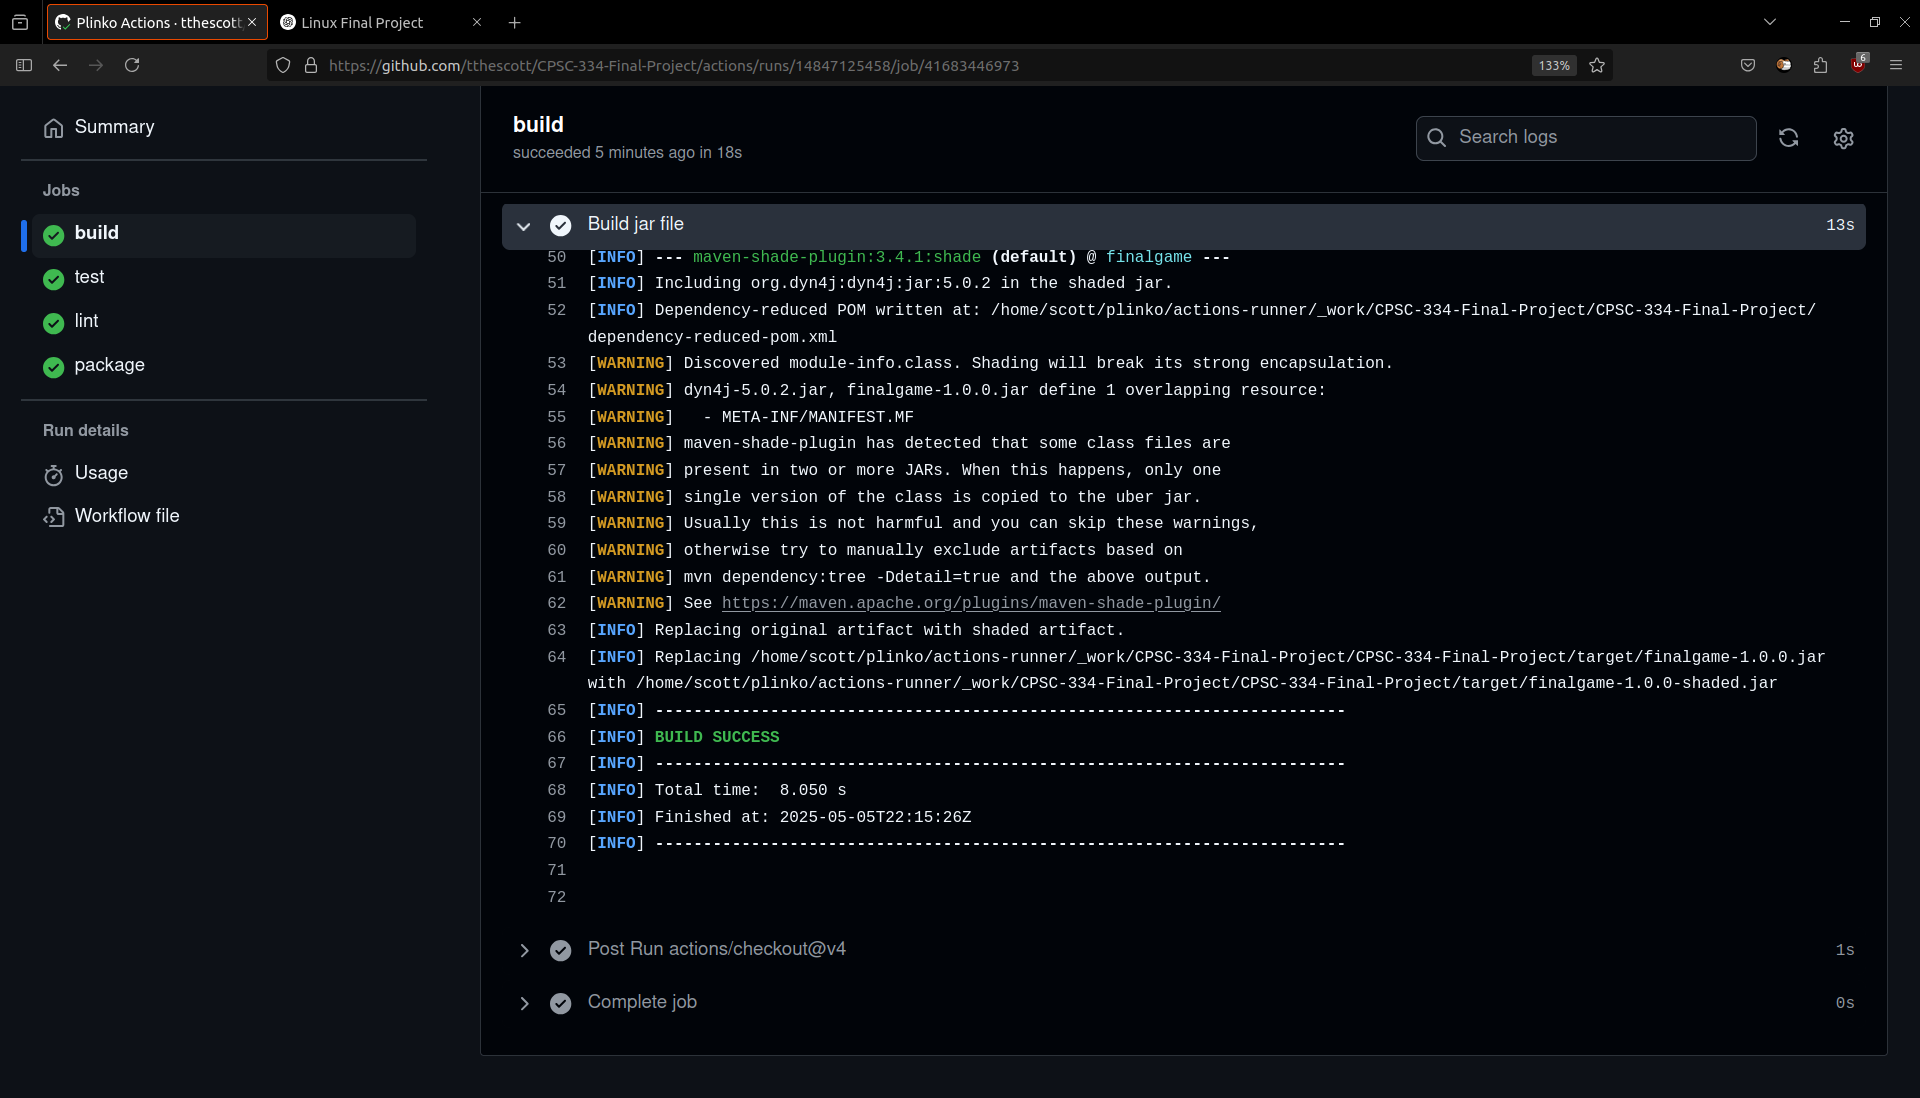 Plinko Actions · tthescott
Linux Final Project
https://github.com/tthescott/CPSC-334-Final-Project/actions/runs/14847125458/job/41683446973
133%
6
Summary
Jobs
build
test
lint
package
Run details
Usage
Workflow file
build
succeeded 5 minutes ago in 18s
Search logs
Build jar file
13s
50 [INFO] --- maven-shade-plugin:3.4.1:shade (default) @ finalgame ---
51 [INFO] Including org.dyn4j:dyn4j:jar:5.0.2 in the shaded jar.
52 [INFO] Dependency-reduced POM written at: /home/scott/plinko/actions-runner/_work/CPSC-334-Final-Project/CPSC-334-Final-Project/
dependency-reduced-pom.xml
53 [WARNING] Discovered module-info.class. Shading will break its strong encapsulation.
54 [WARNING] dyn4j-5.0.2.jar, finalgame-1.0.0.jar define 1 overlapping resource:
55 [WARNING]   - META-INF/MANIFEST.MF
56 [WARNING] maven-shade-plugin has detected that some class files are
57 [WARNING] present in two or more JARs. When this happens, only one
58 [WARNING] single version of the class is copied to the uber jar.
59 [WARNING] Usually this is not harmful and you can skip these warnings,
60 [WARNING] otherwise try to manually exclude artifacts based on
61 [WARNING] mvn dependency:tree -Ddetail=true and the above output.
62 [WARNING] See https://maven.apache.org/plugins/maven-shade-plugin/
63 [INFO] Replacing original artifact with shaded artifact.
64 [INFO] Replacing /home/scott/plinko/actions-runner/_work/CPSC-334-Final-Project/CPSC-334-Final-Project/target/finalgame-1.0.0.jar
with /home/scott/plinko/actions-runner/_work/CPSC-334-Final-Project/CPSC-334-Final-Project/target/finalgame-1.0.0-shaded.jar
65 [INFO] ------------------------------------------------------------------------
66 [INFO] BUILD SUCCESS
67 [INFO] ------------------------------------------------------------------------
68 [INFO] Total time:  8.050 s
69 [INFO] Finished at: 2025-05-05T22:15:26Z
70 [INFO] ------------------------------------------------------------------------
71
72
Post Run actions/checkout@v4
1s
Complete job
0s